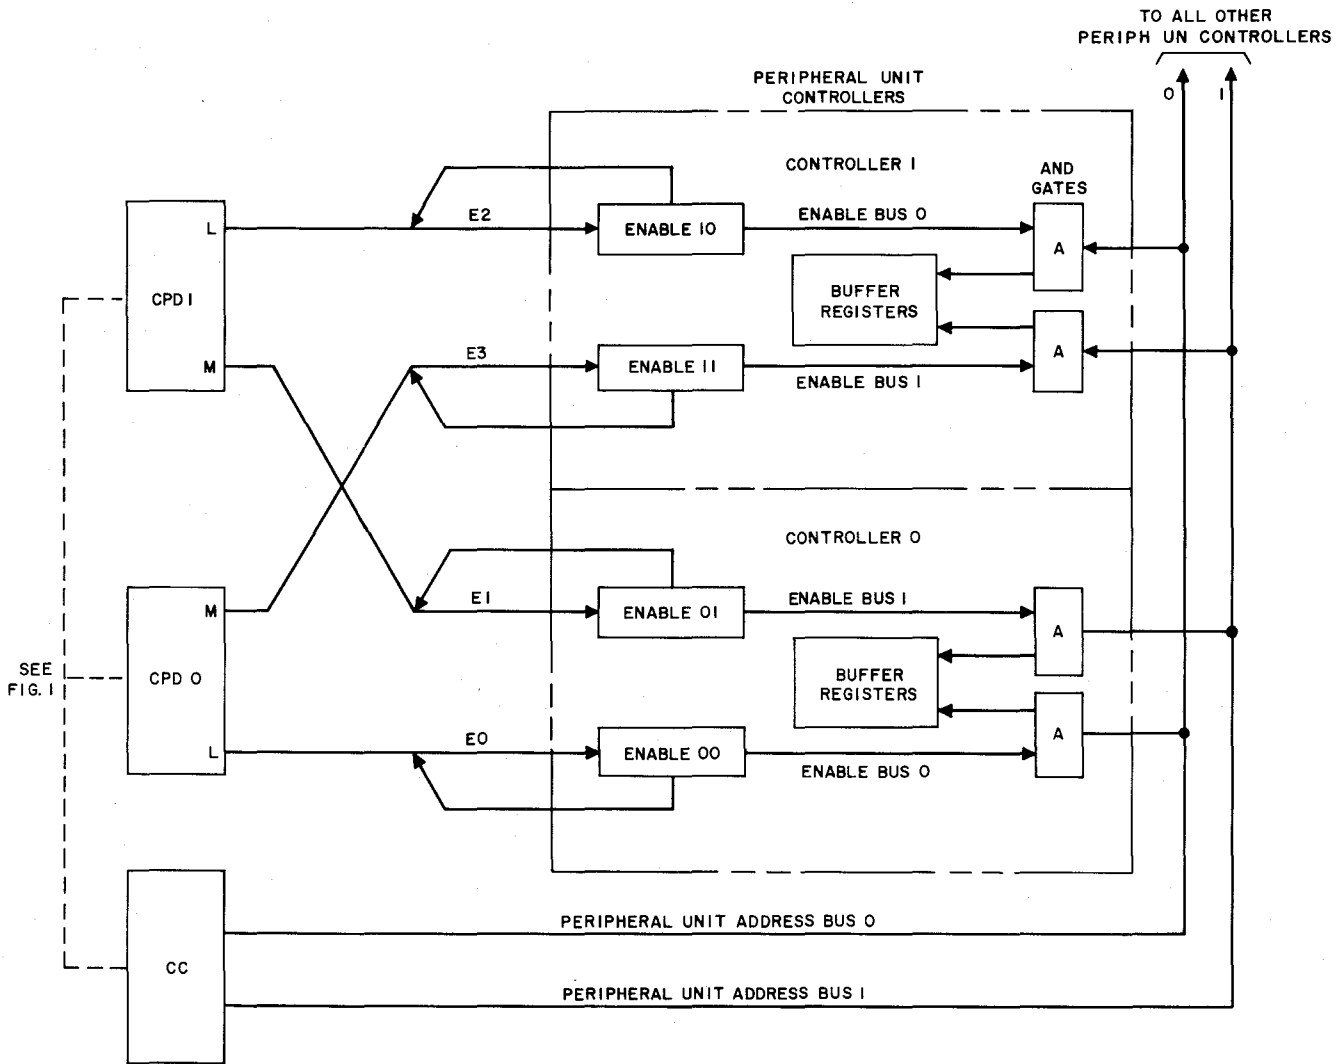 TO ALL OTHER
PERIPH UN CONTROLLERS
0 1
PERIPHERAL UNIT
CONTROLLERS
CONTROLLER 1
AND
GATES
L
E2
ENABLE 10
ENABLE BUS 0
A
CPD 1
BUFFER
REGISTERS
M
E3
ENABLE 11
ENABLE BUS 1
A
CONTROLLER 0
M
E1
ENABLE 01
ENABLE BUS 1
A
SEE
FIG. 1
CPD 0
BUFFER
REGISTERS
L
E0
ENABLE 00
ENABLE BUS 0
A
PERIPHERAL UNIT ADDRESS BUS 0
CC
PERIPHERAL UNIT ADDRESS BUS 1